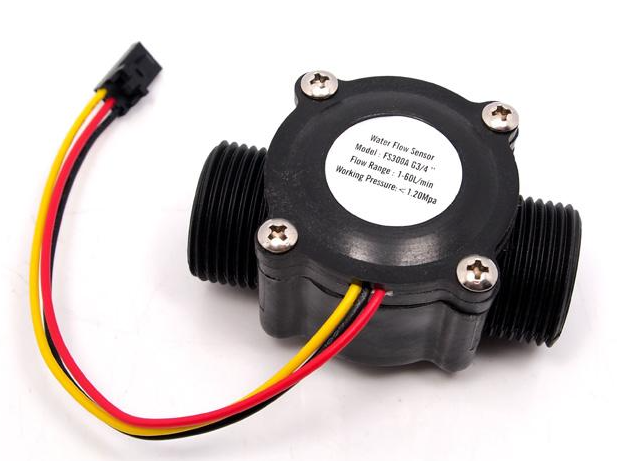 Water Flow Sensor
Model : FS300A G3/4 "
Flow Range : 1-60L/min
Working Pressure: < 1.20Mpa